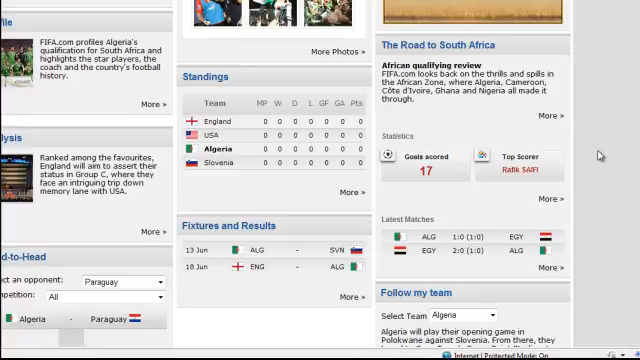 file
FIFA.com profiles Algeria's
qualification for South Africa and
highlights the star players, the
coach and the country's football
history.
More »
alysis
Ranked among the favourites,
England will aim to assert their
status in Group C, where they
face an intriguing trip down
memory lane with USA.
More »
d-to-Head
ect an opponent: Paraguay
mpetition: All
Algeria - Paraguay
More Photos »
Standings
Team MP W D L GF GA Pts
England 0 0 0 0 0 0 0
USA 0 0 0 0 0 0 0
Algeria 0 0 0 0 0 0 0
Slovenia 0 0 0 0 0 0 0
More »
Fixtures and Results
13 Jun ALG - SVN
18 Jun ENG - ALG
More »
The Road to South Africa
African qualifying review
FIFA.com looks back on the thrills and spills in
the African Zone, where Algeria, Cameroon,
Côte d'Ivoire, Ghana and Nigeria all made it
through.
More »
Statistics
Goals scored
17
Top Scorer
Rafik SAIFI
Latest Matches
ALG 1:0 (1:0) EGY
EGY 2:0 (1:0) ALG
More »
Follow my team
Select Team Algeria
Algeria will play their opening game in
Polokwane against Slovenia. From there, they
Internet | Protected Mode: On